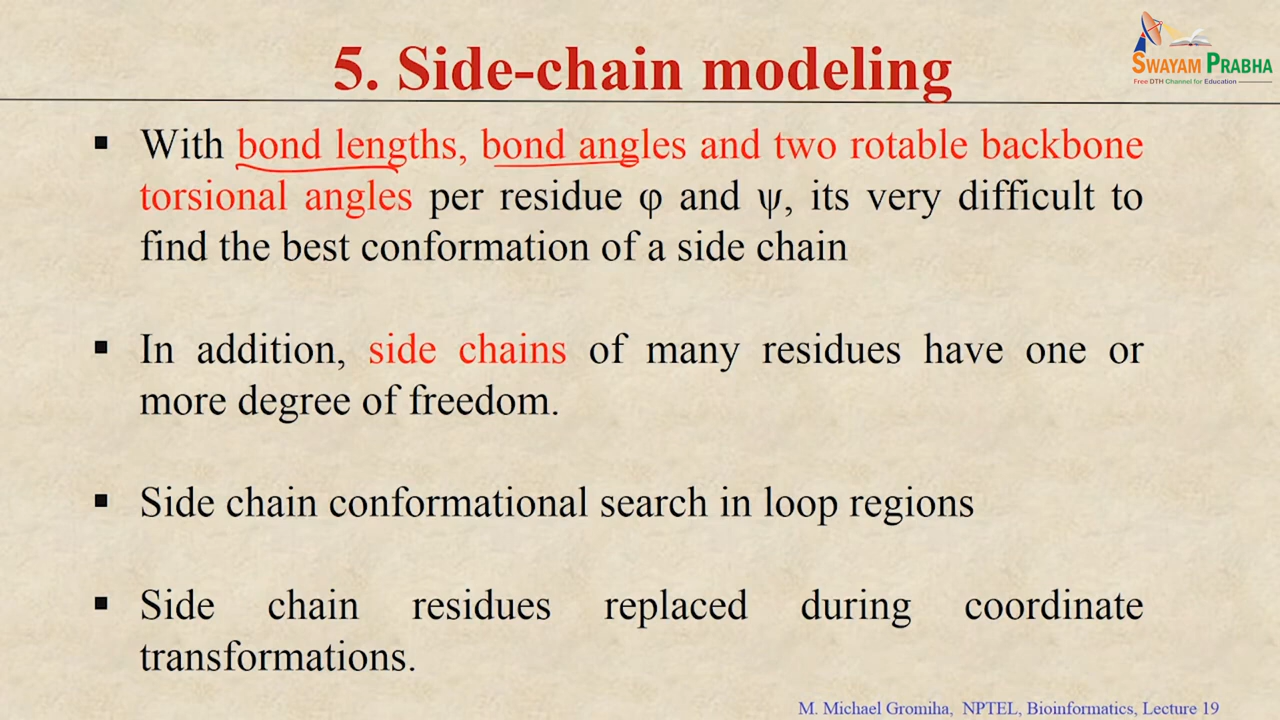 5. Side-chain modeling
SWAYAM PRABHA
Free DTH Channel for Education
▪ With bond lengths, bond angles and two rotable backbone
torsional angles per residue φ and ψ, its very difficult to
find the best conformation of a side chain
▪ In addition, side chains of many residues have one or
more degree of freedom.
▪ Side chain conformational search in loop regions
▪ Side chain residues replaced during coordinate
transformations.
M. Michael Gromiha, NPTEL, Bioinformatics, Lecture 19